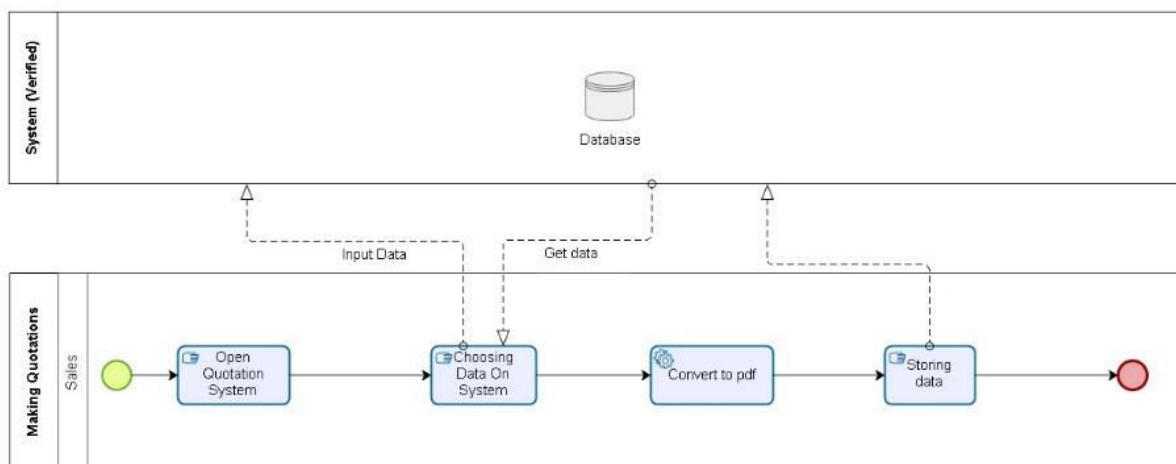 System (Verified)
Database
Input Data
Get data
Making Quotations
Sales
Open
Quotation
System
Choosing
Data On
System
Convert to pdf
Storing
data